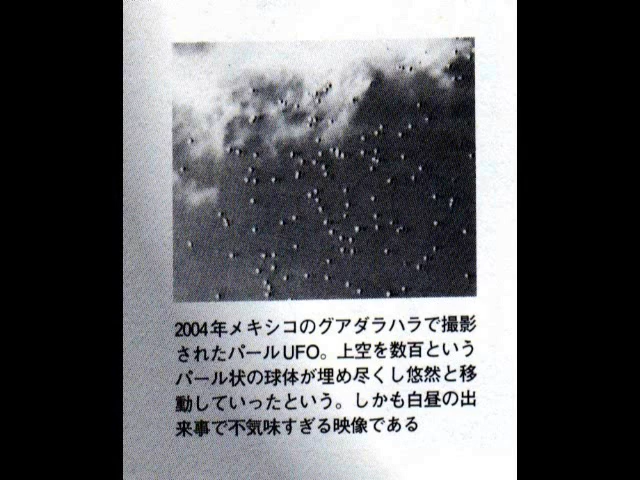 2004年メキシコのグアダラハラで撮影
されたパールUFO。上空を数百という
パール状の球体が埋め尽くし悠然と移
動していったという。しかも白昼の出
来事で不気味すぎる映像である